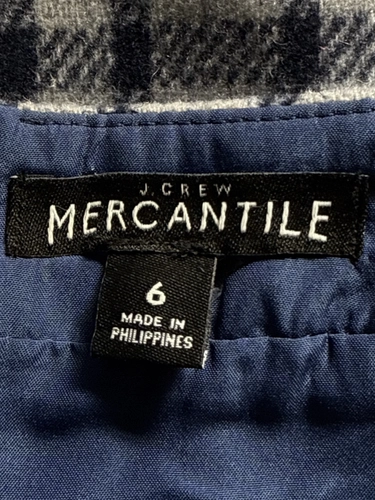 J.CREW
MERCANTILE
6
MADE IN
PHILIPPINES